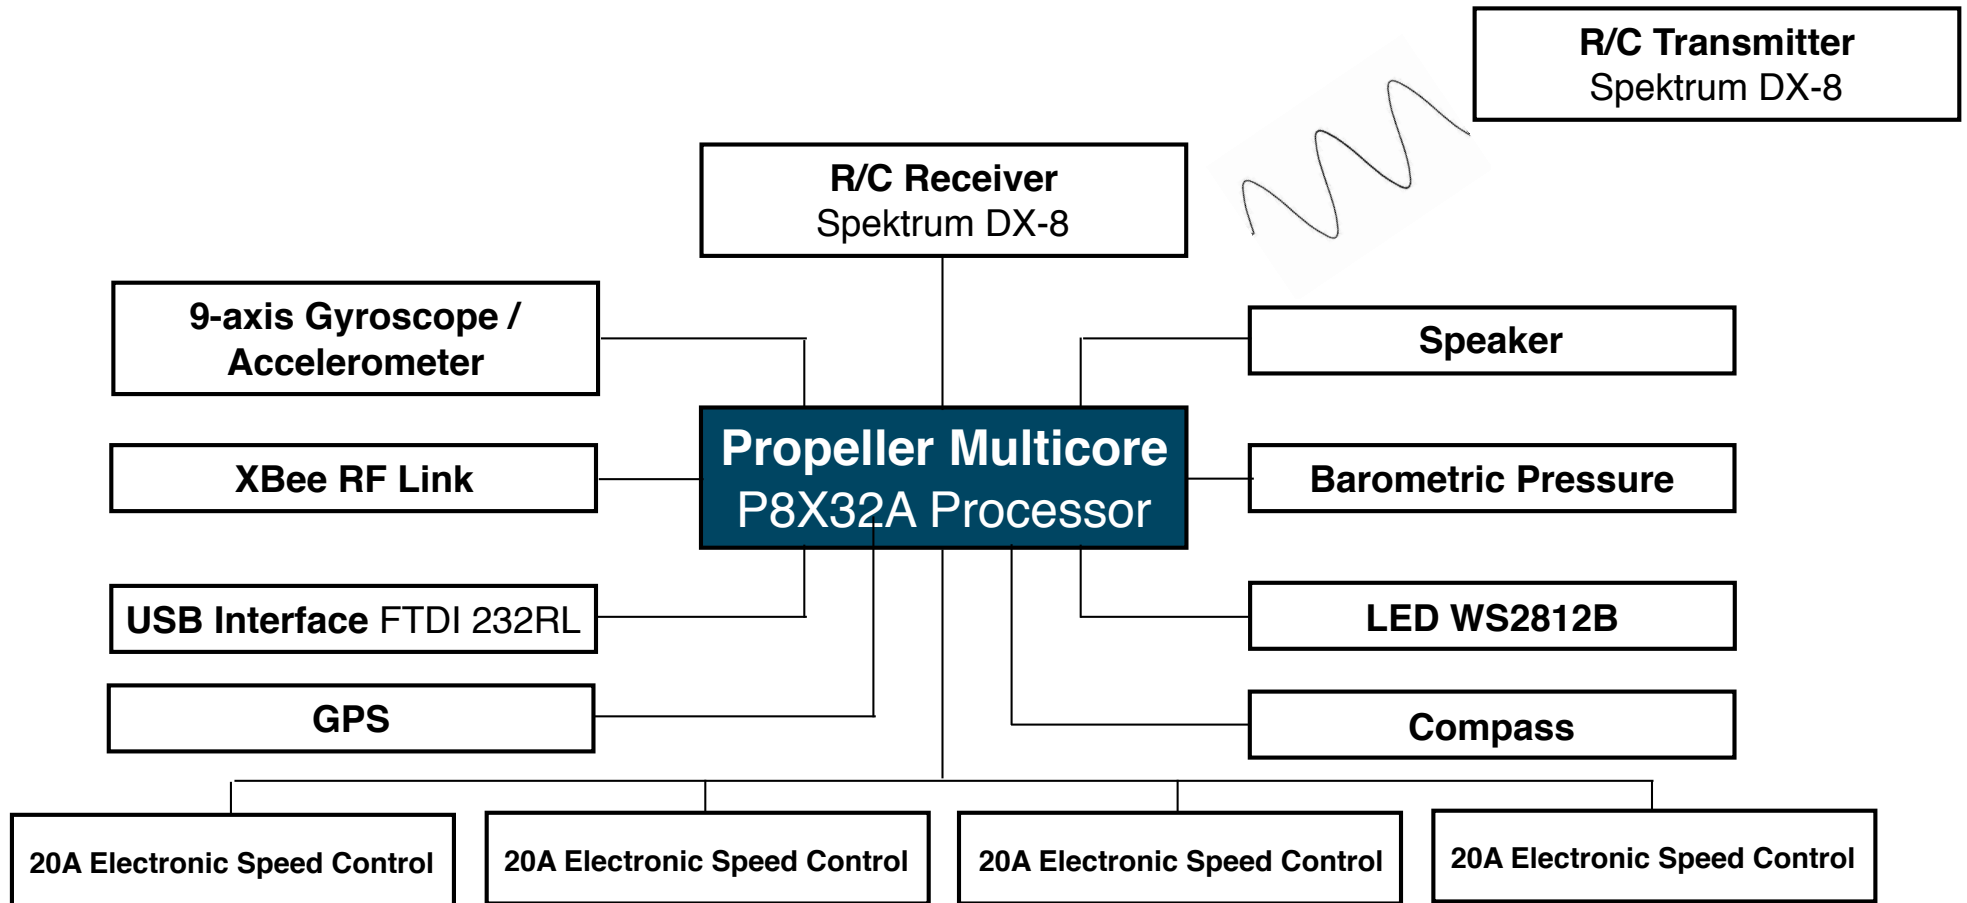 R/C Transmitter
Spektrum DX-8
R/C Receiver
Spektrum DX-8
9-axis Gyroscope /
Accelerometer
Speaker
Propeller Multicore
P8X32A Processor
XBee RF Link
Barometric Pressure
USB Interface FTDI 232RL
LED WS2812B
GPS
Compass
20A Electronic Speed Control
20A Electronic Speed Control
20A Electronic Speed Control
20A Electronic Speed Control